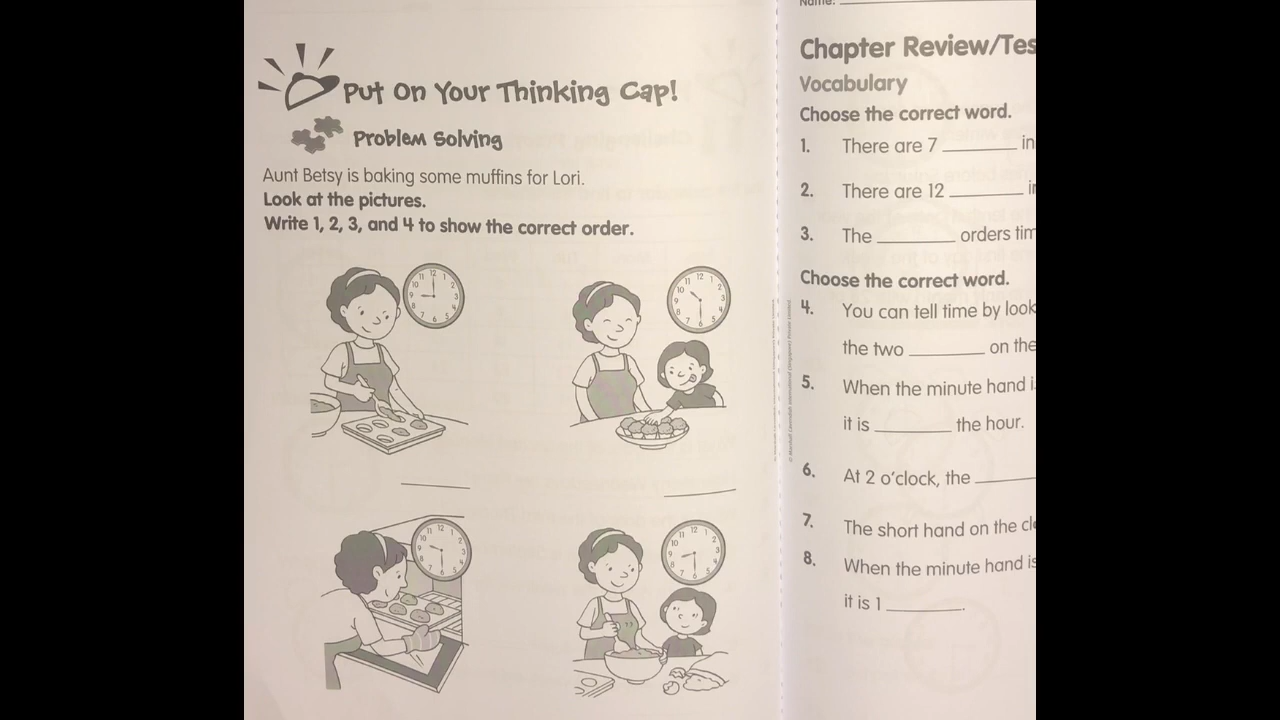 Put On Your Thinking Cap!
Problem Solving
Aunt Betsy is baking some muffins for Lori.
Look at the pictures.
Write 1, 2, 3, and 4 to show the correct order.
Name:
Chapter Review/Tes
Vocabulary
Choose the correct word.
1. There are 7 ________ in
2. There are 12 ________
3. The ________ orders tim
Choose the correct word.
4. You can tell time by look
the two ________ on the
5. When the minute hand i
it is ________ the hour.
6. At 2 o'clock, the ________
7. The short hand on the cl
8. When the minute hand is
it is 1 ________.